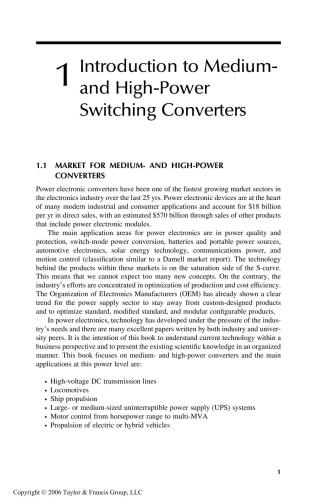 1 Introduction to Medium-
and High-Power
Switching Converters
1.1 MARKET FOR MEDIUM- AND HIGH-POWER
CONVERTERS
Power electronic converters have been one of the fastest growing market sectors in
the electronics industry over the last 25 yrs. Power electronic devices are at the heart
of many modern industrial and consumer applications and account for $18 billion
per yr in direct sales, with an estimated $570 billion through sales of other products
that include power electronic modules.
The main application areas for power converters are in power quality and
protection, switch-mode power conversion, batteries and portable power sources,
automotive electronics, solar energy technology, communications power, and
motion control (classification similar to a Darnell market report). The technology
behind the products within these markets is on the saturation side of the S-curve.
This means that we cannot expect too many new concepts. On the contrary, the
industry's efforts are concentrated in optimization of production and cost efficiency.
The Organization of Electronics Manufacturers (OEM) has already shown a clear
trend for the power supply sector to stay away from custom-designed products
and to optimize standard, modified standard, and modular configurable products.
In power electronics, technology has developed under the pressure of the indus-
try's needs and there are many excellent papers written by both industry and univer-
sity peers. It is the intention of this book to understand current technology within a
business perspective and to present the existing scientific knowledge in an organized
manner. This book focuses on medium- and high-power converters and the main
applications at this power level are:
• High-voltage DC transmission lines
• Locomotives
• Ship propulsion
• Large- or medium-sized uninterruptible power supply (UPS) systems
• Motor control from horsepower range to multi-MVA
• Propulsion of electric or hybrid vehicles
1
Copyright © 2006 Taylor & Francis Group, LLC